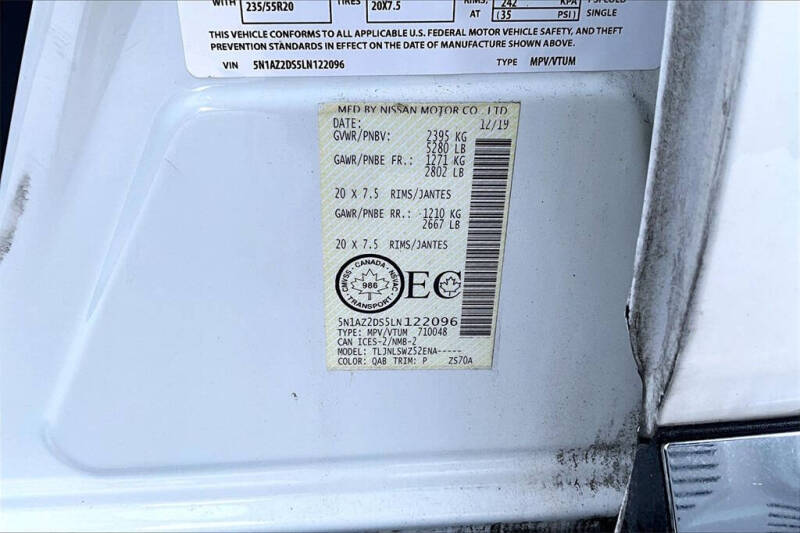 WITH 235/55R20 TIRES 20X7.5 RIMS, 242 KPA
AT (35 PSI) SINGLE
THIS VEHICLE CONFORMS TO ALL APPLICABLE U.S. FEDERAL MOTOR VEHICLE SAFETY, AND THEFT
PREVENTION STANDARDS IN EFFECT ON THE DATE OF MANUFACTURE SHOWN ABOVE.
VIN 5N1AZ2DS5LN122096 TYPE MPV/VTUM
MFD BY NISSAN MOTOR CO., LTD
DATE: 12/19
GVWR/PNBV: 2395 KG
5280 LB
GAWR/PNBE FR.: 1271 KG
2802 LB
20 X 7.5 RIMS/JANTES
GAWR/PNBE RR.: 1210 KG
2667 LB
20 X 7.5 RIMS/JANTES
CMVSS - CANADA - NSVAC
986
TRANSPORT
EC
5N1AZ2DS5LN122096
TYPE: MPV/VTUM 710048
CAN ICES-2/NMB-2
MODEL: TLJNLSWZ52ENA-----
COLOR: QAB TRIM: P ZS70A